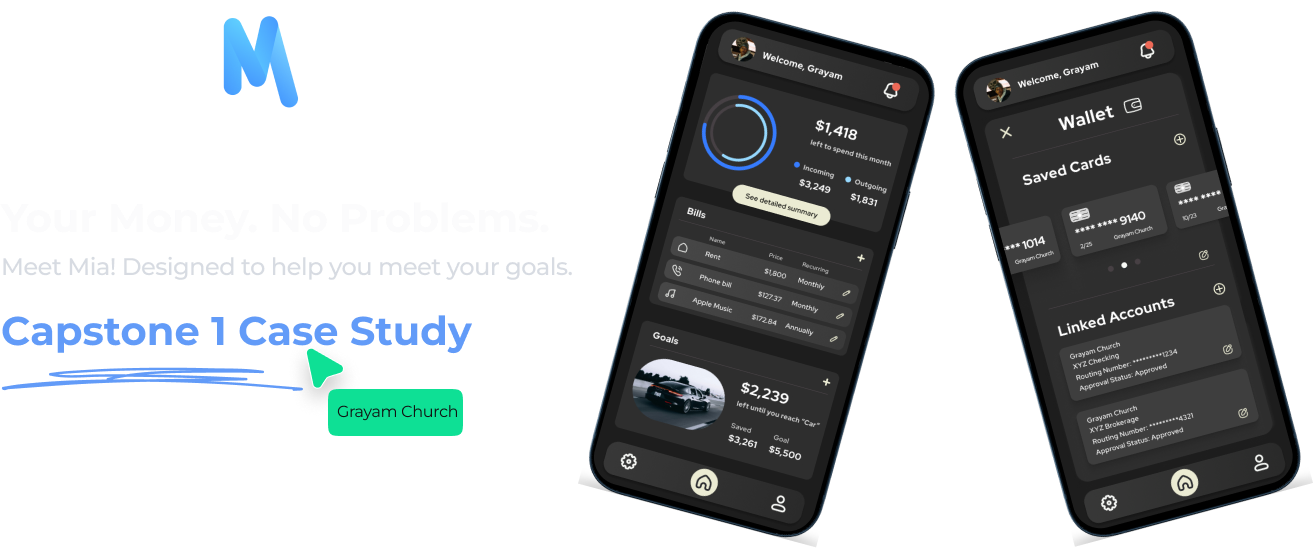 Your Money. No Problems.
Meet Mia! Designed to help you meet your goals.
Capstone 1 Case Study
Grayam Church
Welcome, Grayam
$1,418
left to spend this month
Incoming
Outgoing
$3,249
$1,831
See detailed summary
Bills
Name Price Recurring
Rent $1,800 Monthly
Phone bill $127.37 Monthly
Apple Music $172.84 Annually
Goals
$2,239
left until you reach "Car"
Saved Goal
$3,261 $5,500
Welcome, Grayam
Wallet
Saved Cards
*** 1014
Grayam Church
**** **** 9140
2/25 Grayam Church
**** ****
10/23 Gra
Linked Accounts
Grayam Church
XYZ Checking
Routing Number: *********1234
Approval Status: Approved
Grayam Church
XYZ Brokerage
Routing Number: *********4321
Approval Status: Approved